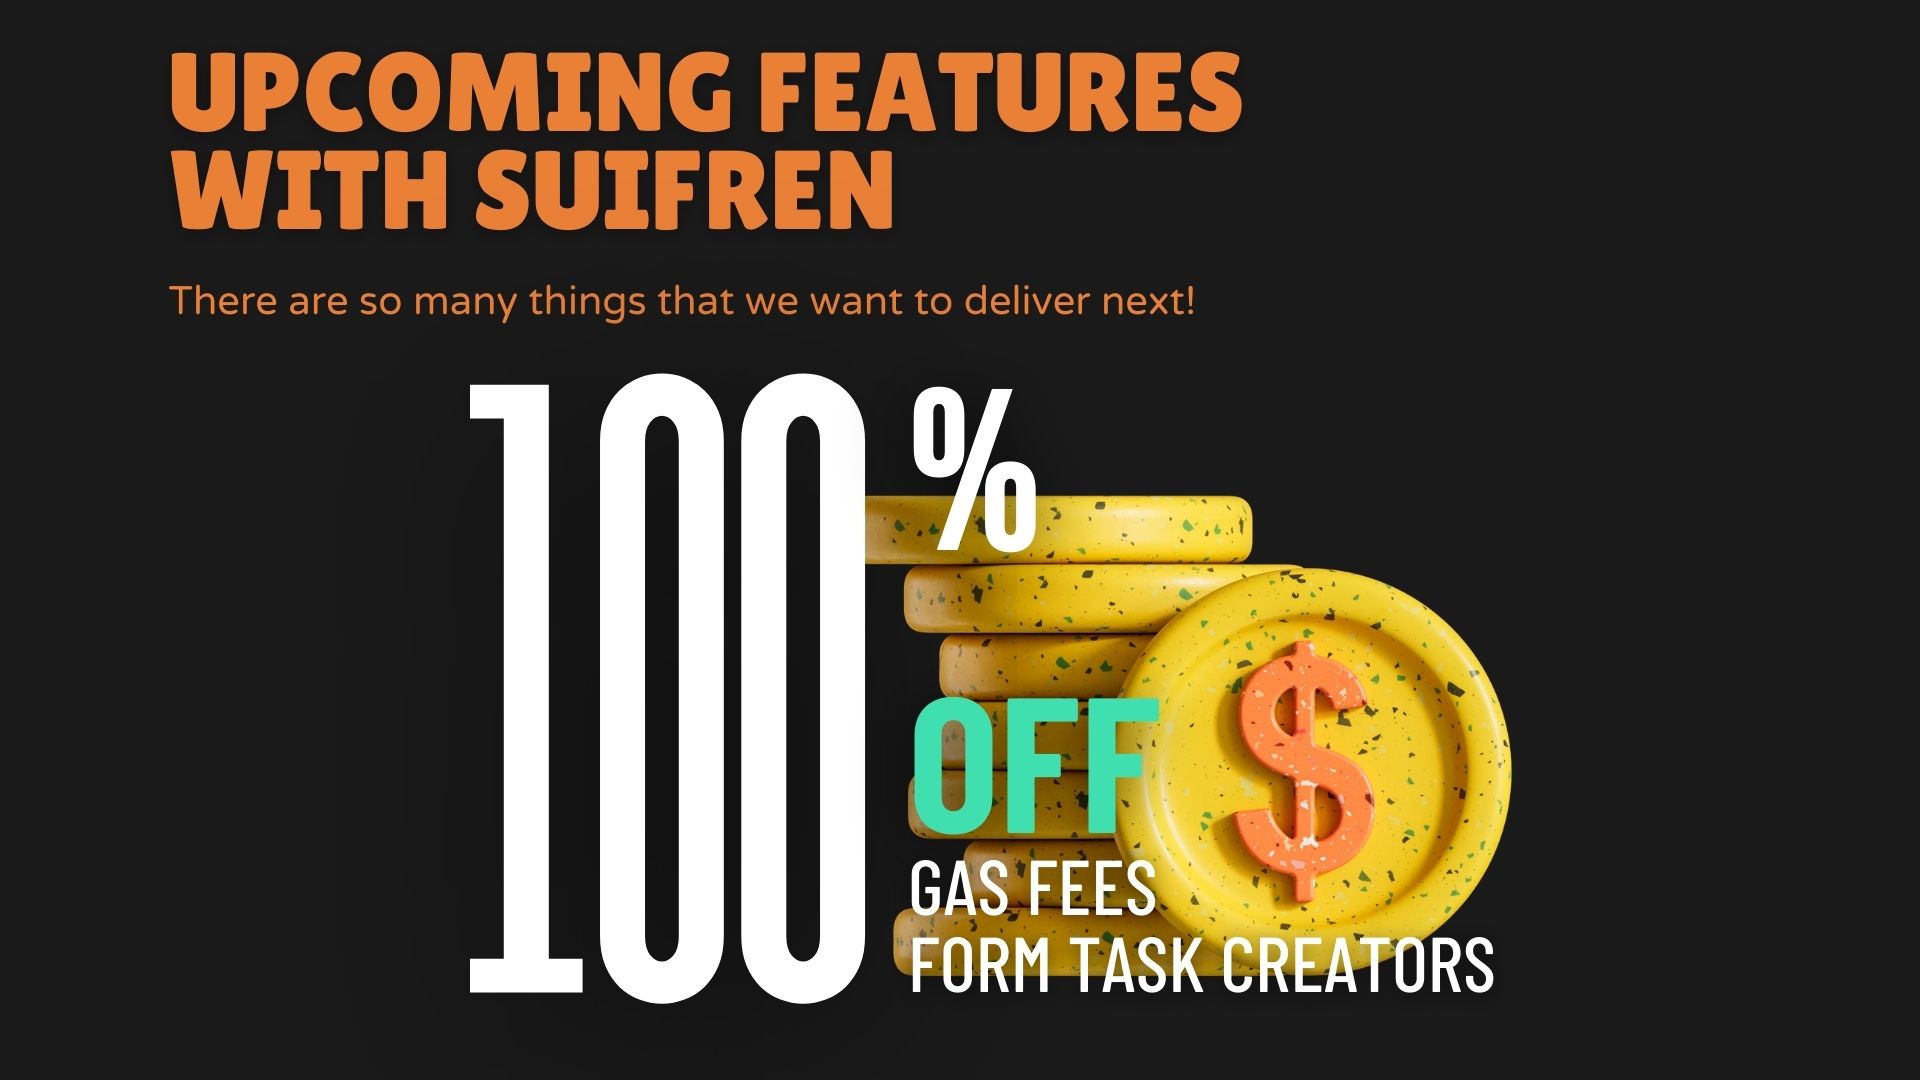 UPCOMING FEATURES
WITH SUIFREN
There are so many things that we want to deliver next!
100%
OFF
GAS FEES
FORM TASK CREATORS
$